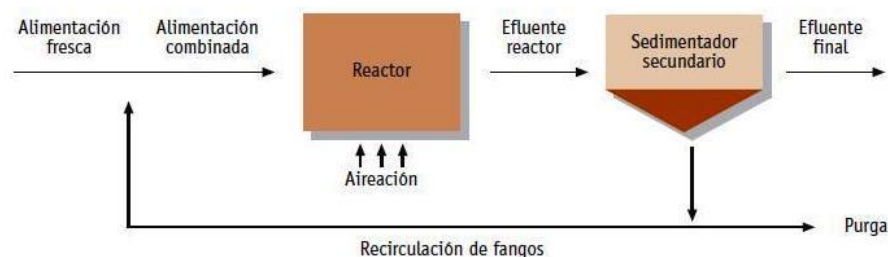 Alimentación
fresca
Alimentación
combinada
Reactor
Efluente
reactor
Sedimentador
secundario
Efluente
final
Aireación
Purga
Recirculación de fangos